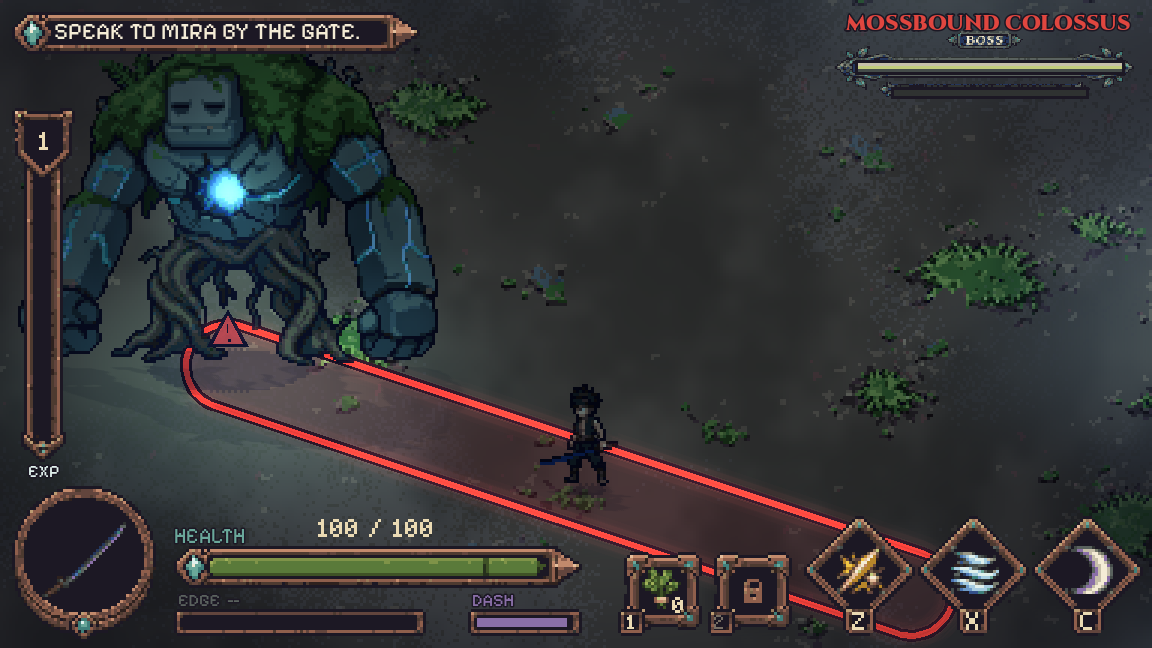 SPEAK TO MIRA BY THE GATE.
MOSSBOUND COLOSSUS
BOSS
1
EXP
HEALTH
100 / 100
EDGE --
DASH
0
1
2
Z
X
C